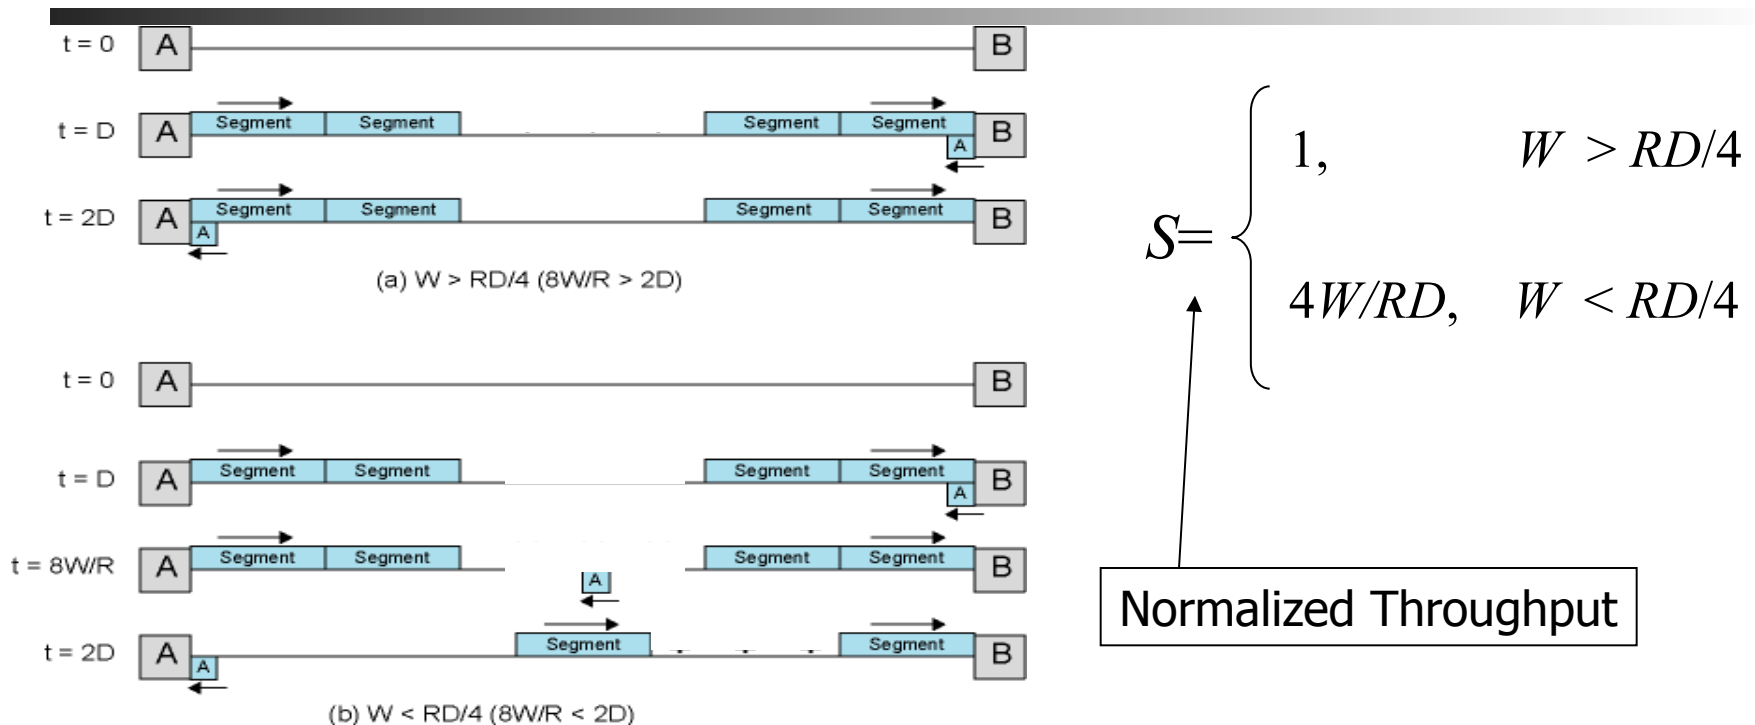 t = 0 A B
t = D A Segment Segment Segment Segment B
A
t = 2D A Segment Segment Segment Segment B
A
(a) W > RD/4 (8W/R > 2D)
t = 0 A B
t = D A Segment Segment Segment Segment B
A
t = 8W/R A Segment Segment Segment Segment B
A
t = 2D A Segment Segment B
A
(b) W < RD/4 (8W/R < 2D)
1, W > RD/4
S=
4W/RD, W < RD/4
Normalized Throughput